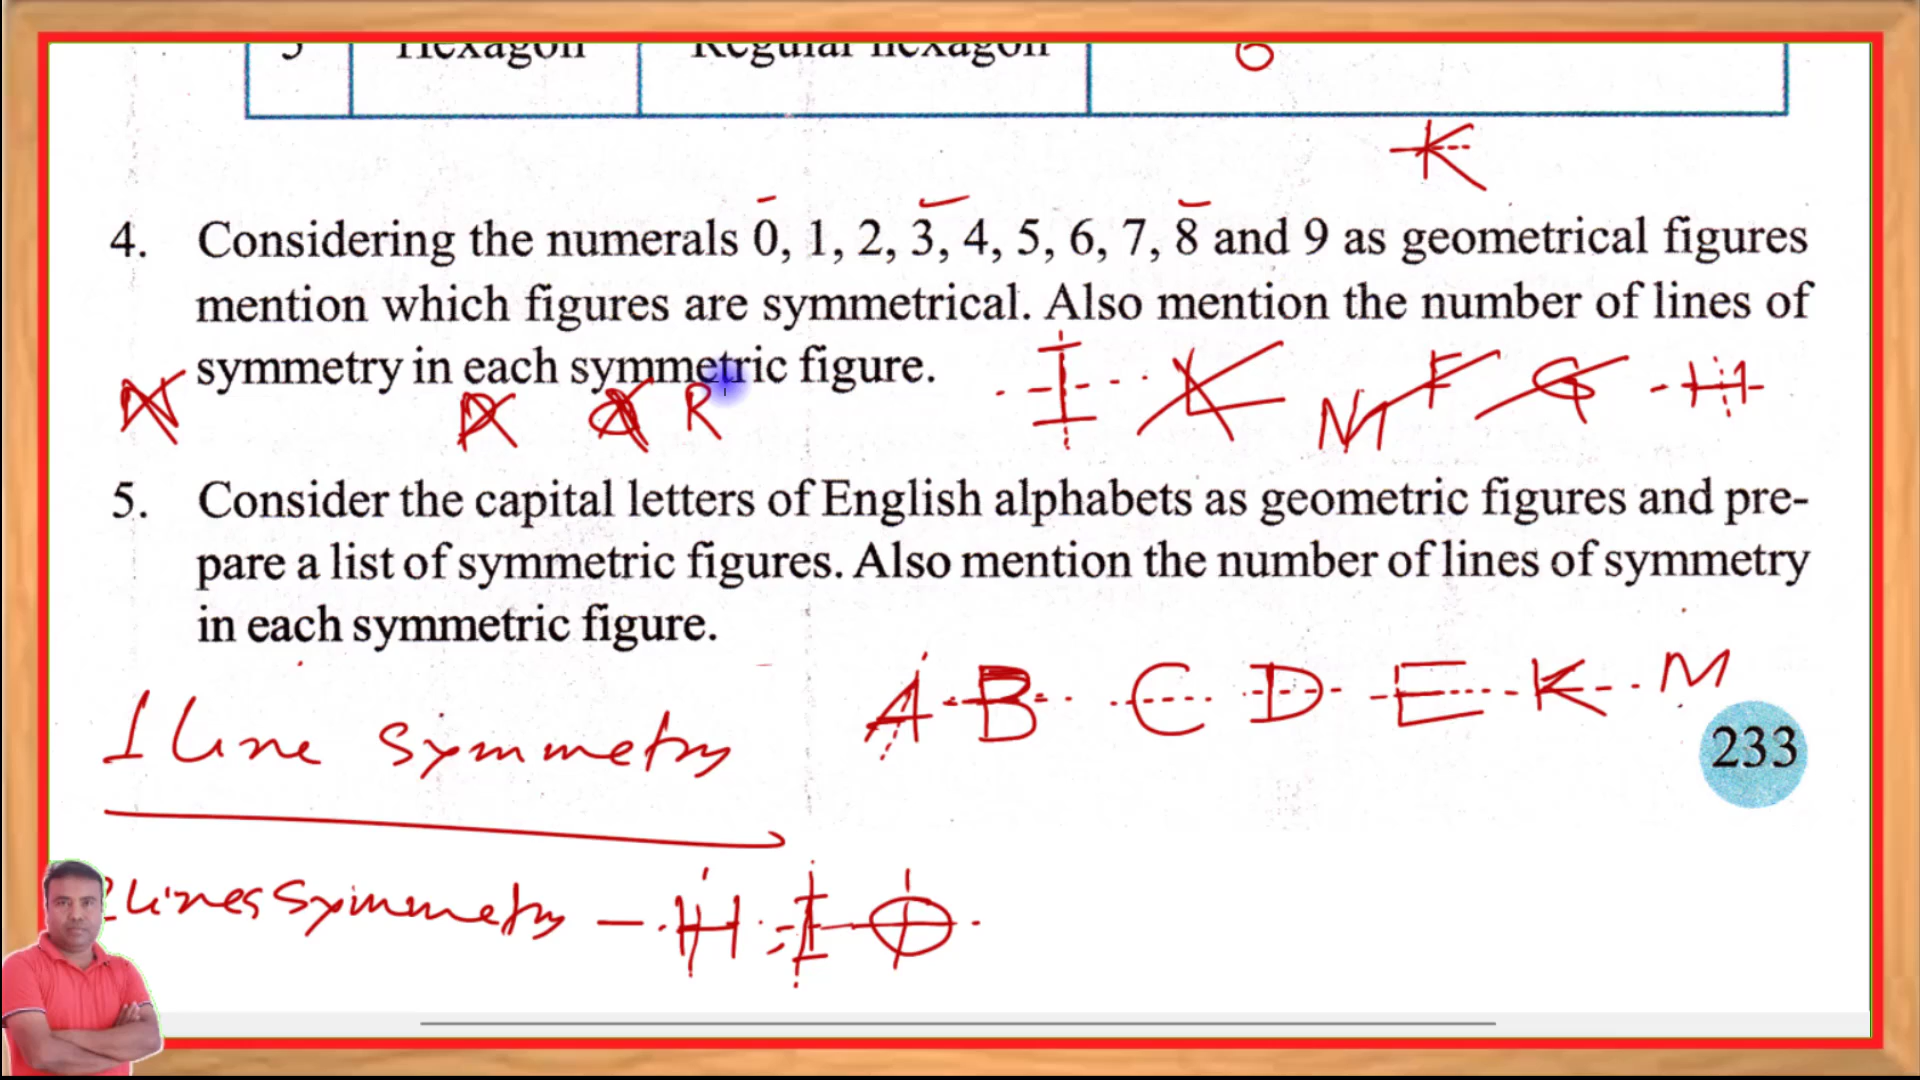 Hexagon Regular hexagon 6
K
4. Considering the numerals 0, 1, 2, 3, 4, 5, 6, 7, 8 and 9 as geometrical figures
mention which figures are symmetrical. Also mention the number of lines of
symmetry in each symmetric figure.
N P Q R I L N F G H
5. Consider the capital letters of English alphabets as geometric figures and pre-
pare a list of symmetric figures. Also mention the number of lines of symmetry
in each symmetric figure.
A B C D E K M
1 line symmetry
233
lines symmetry - H I O